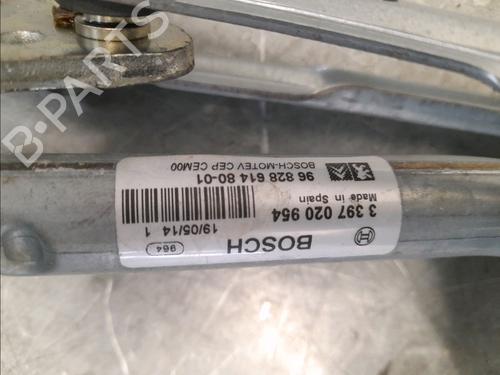 BOSCH
3 397 020 954
Made in Spain
964
19/05/14 1
96 828 614 80-01
BOSCH-MOTEV CEP CEM00
B-PARTS